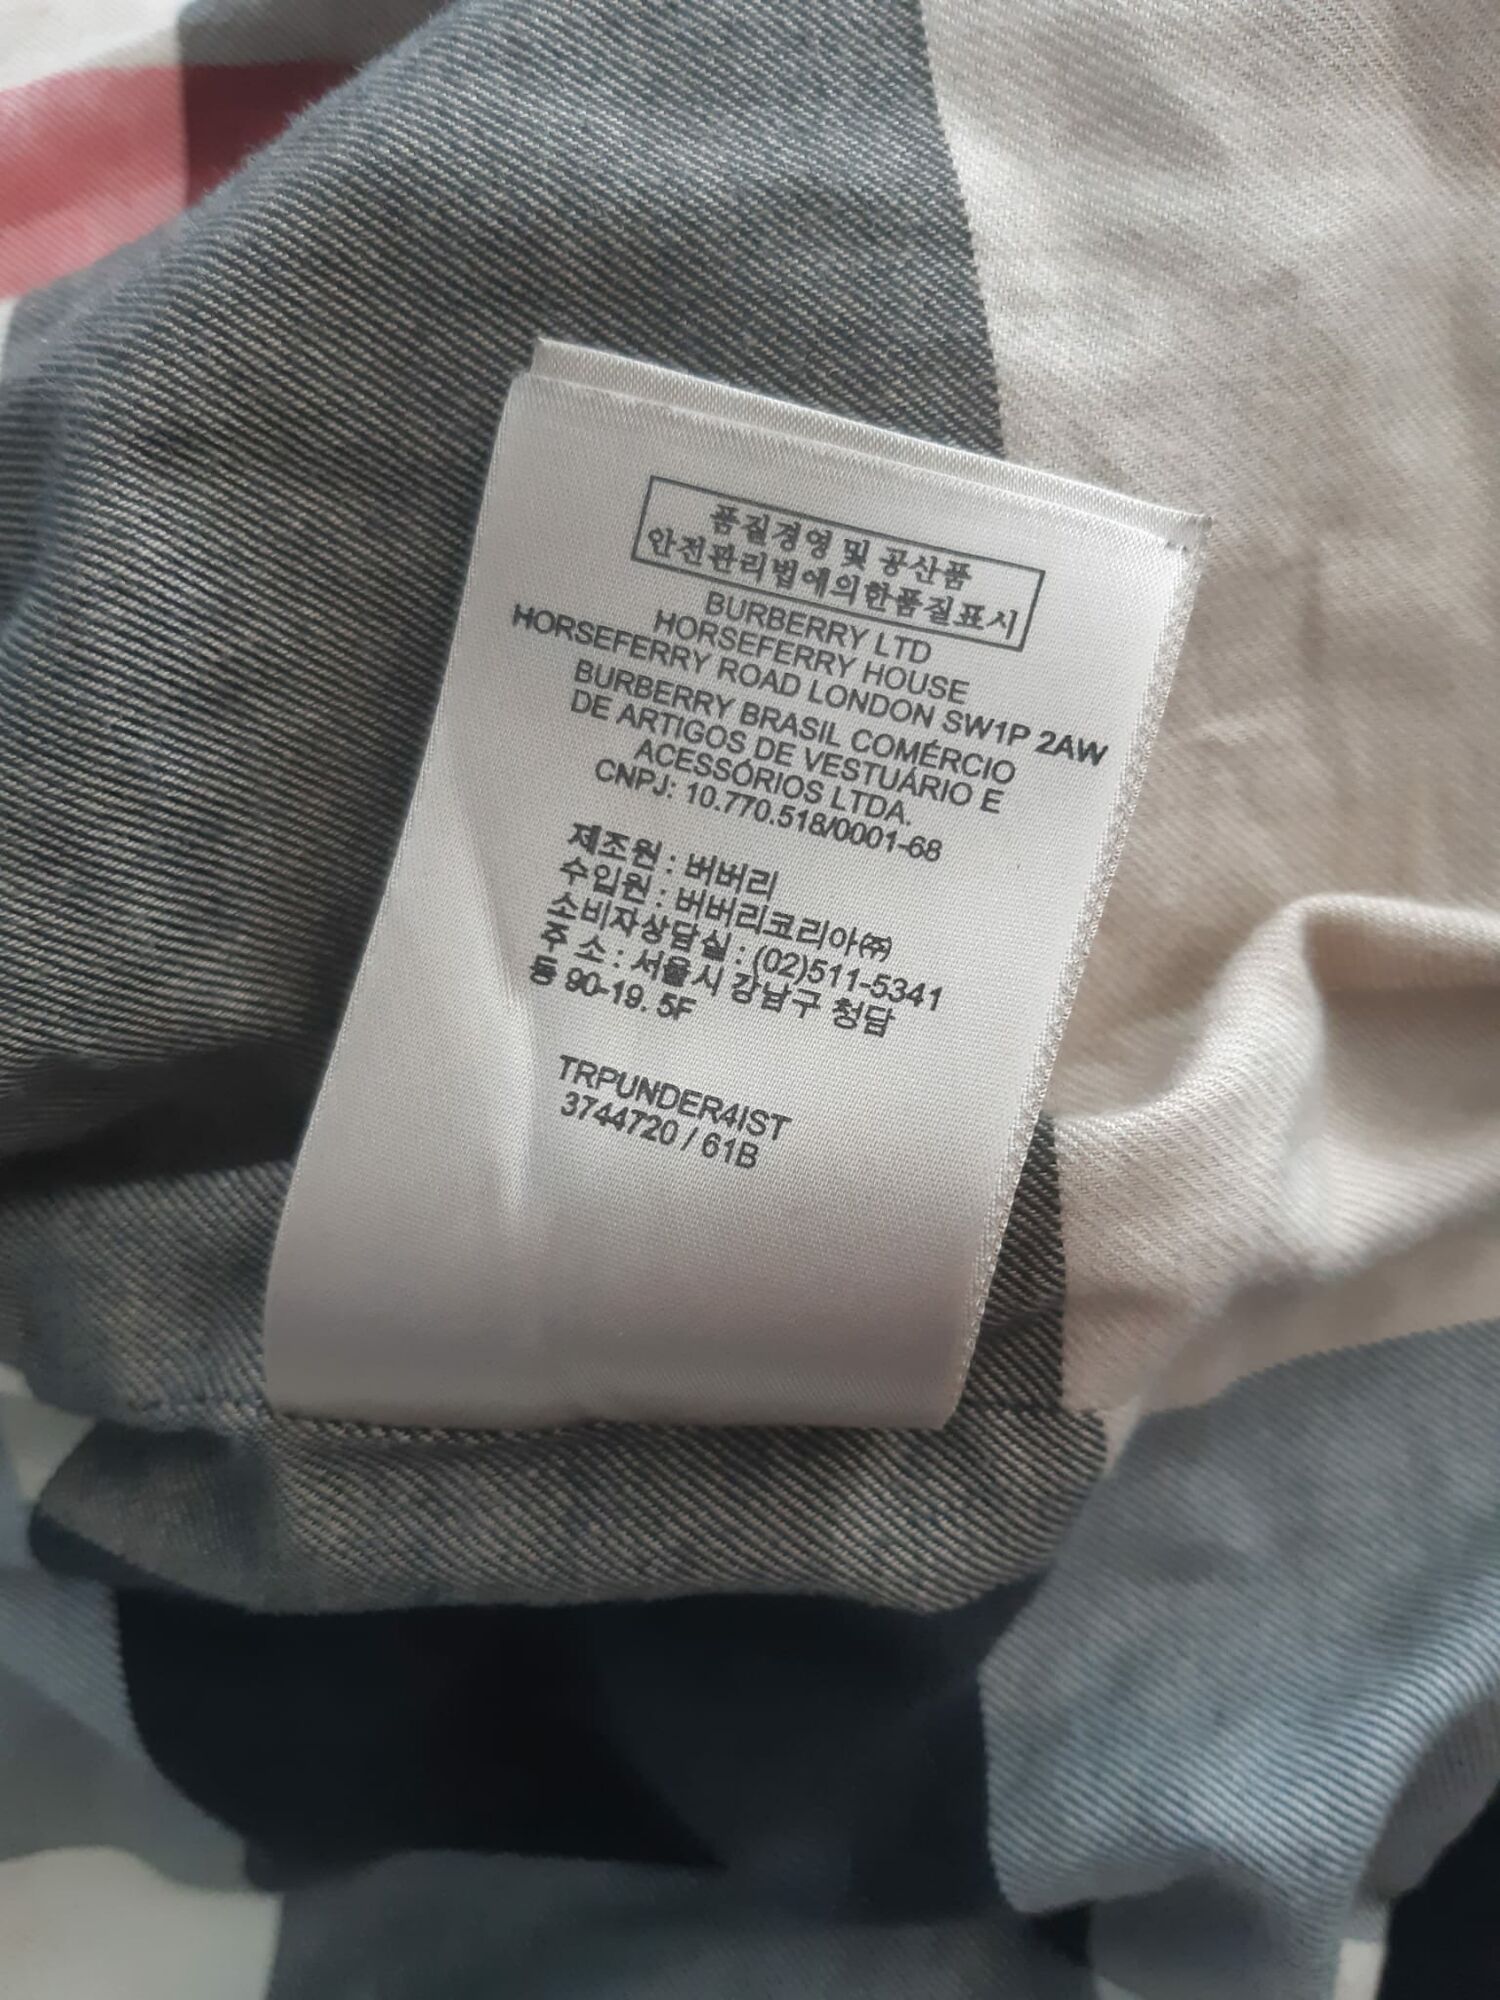 품질경영 및 공산품
안전관리법에의한품질표시
BURBERRY LTD
HORSEFERRY HOUSE
HORSEFERRY ROAD LONDON SW1P 2AW
BURBERRY BRASIL COMÉRCIO
DE ARTIGOS DE VESTUÁRIO E
ACESSÓRIOS LTDA.
CNPJ: 10.770.518/0001-68
제조원 : 버버리
수입원 : 버버리코리아㈜
소비자상담실 : (02)511-5341
주 소 : 서울시 강남구 청담
동 90-19. 5F
TRPUNDER4IST
3744720 / 61B